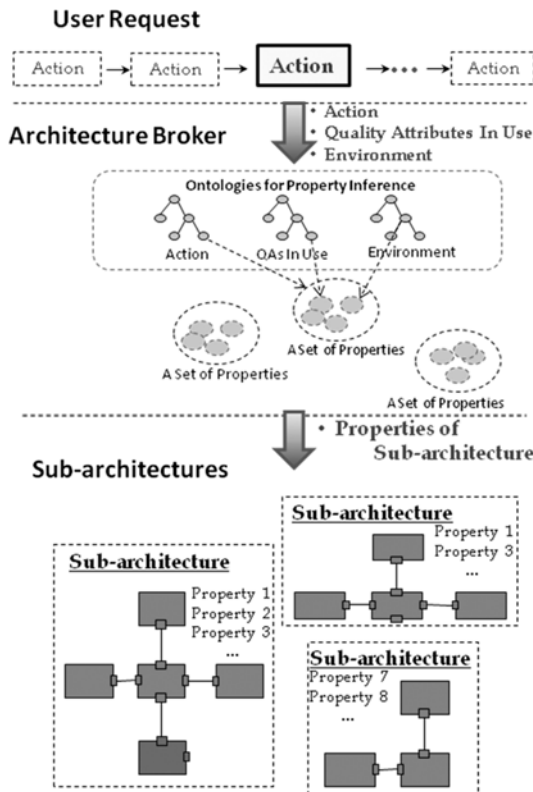 User Request
Action Action Action Action
• Action
Architecture Broker
• Quality Attributes In Use
• Environment
Ontologies for Property Inference
Action QAs In Use Environment
A Set of Properties
A Set of Properties
A Set of Properties
• Properties of
Sub-architecture
Sub-architectures
Sub-architecture
Property 1
Property 3
...
Sub-architecture
Property 1
Property 2
Property 3
...
Sub-architecture
Property 7
Property 8
...